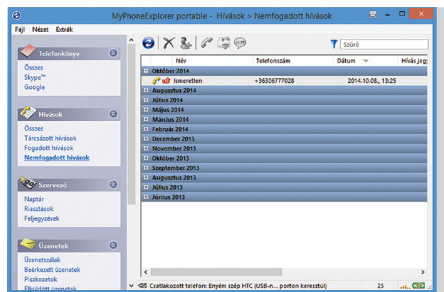 MyPhoneExplorer portable - Hívások > Nemfogadott hívások
Fájl Nézet Extrák
Telefonkönyv
Összes
Skype™
Google
Hívások
Összes
Tárcsázott hívások
Fogadott hívások
Nemfogadott hívások
Szervező
Naptár
Riasztások
Feljegyzések
Üzenetek
Üzenetszálak
Beérkezett üzenetek
Piszkozatok
Elküldött üzenetek
Szűrő
Név Telefonszám Dátum Hívás jegy
Október 2014
Ismeretlen +36306777028 2014.10.08., 13:25
Augusztus 2014
Július 2014
Május 2014
Március 2014
Február 2014
December 2013
November 2013
Október 2013
Szeptember 2013
Augusztus 2013
Július 2013
Június 2013
Csatlakozott telefon: Enyém szép HTC (USB-n... porton keresztül) 25